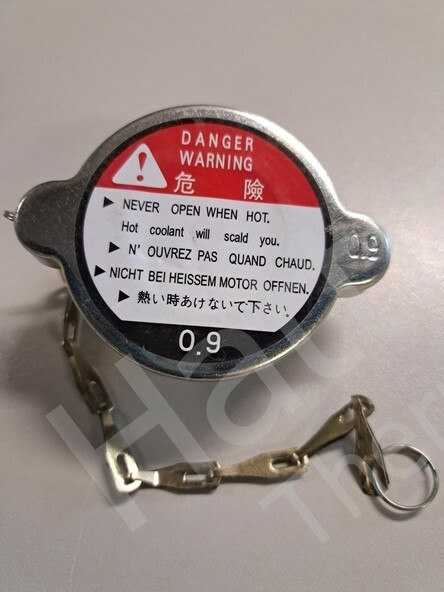 DANGER
WARNING
危 險
▶ NEVER OPEN WHEN HOT.
Hot coolant will scald you.
▶ N' OUVREZ PAS QUAND CHAUD.
▶ NICHT BEI HEISSEM MOTOR OFFNEN.
▶ 熱い時あけないで下さい。
0.9
0.9